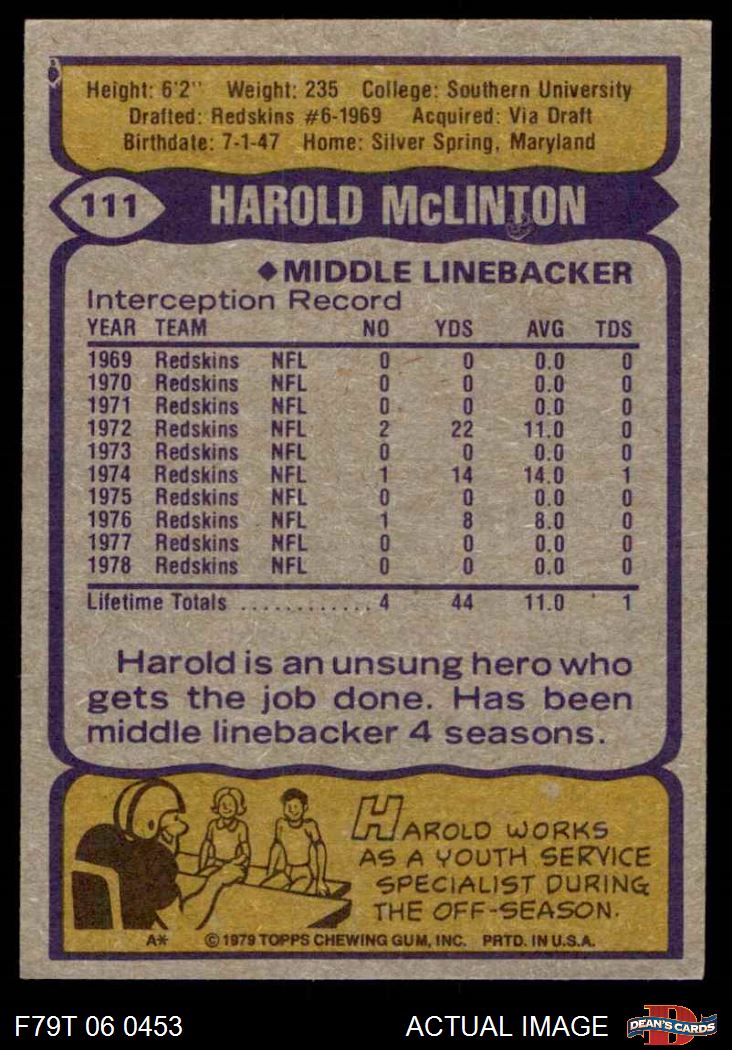 Height: 6'2" Weight: 235 College: Southern University
Drafted: Redskins #6-1969 Acquired: Via Draft
Birthdate: 7-1-47 Home: Silver Spring, Maryland
111 HAROLD McLINTON
◆MIDDLE LINEBACKER
Interception Record
YEAR TEAM NO YDS AVG TDS
1969 Redskins NFL 0 0 0.0 0
1970 Redskins NFL 0 0 0.0 0
1971 Redskins NFL 0 0 0.0 0
1972 Redskins NFL 2 22 11.0 0
1973 Redskins NFL 0 0 0.0 0
1974 Redskins NFL 1 14 14.0 1
1975 Redskins NFL 0 0 0.0 0
1976 Redskins NFL 1 8 8.0 0
1977 Redskins NFL 0 0 0.0 0
1978 Redskins NFL 0 0 0.0 0
Lifetime Totals ............ 4 44 11.0 1
Harold is an unsung hero who
gets the job done. Has been
middle linebacker 4 seasons.
HAROLD WORKS
AS A YOUTH SERVICE
SPECIALIST DURING
THE OFF-SEASON.
A* © 1979 TOPPS CHEWING GUM, INC. PRTD. IN U.S.A.
F79T 06 0453 ACTUAL IMAGE D DEAN'S CARDS